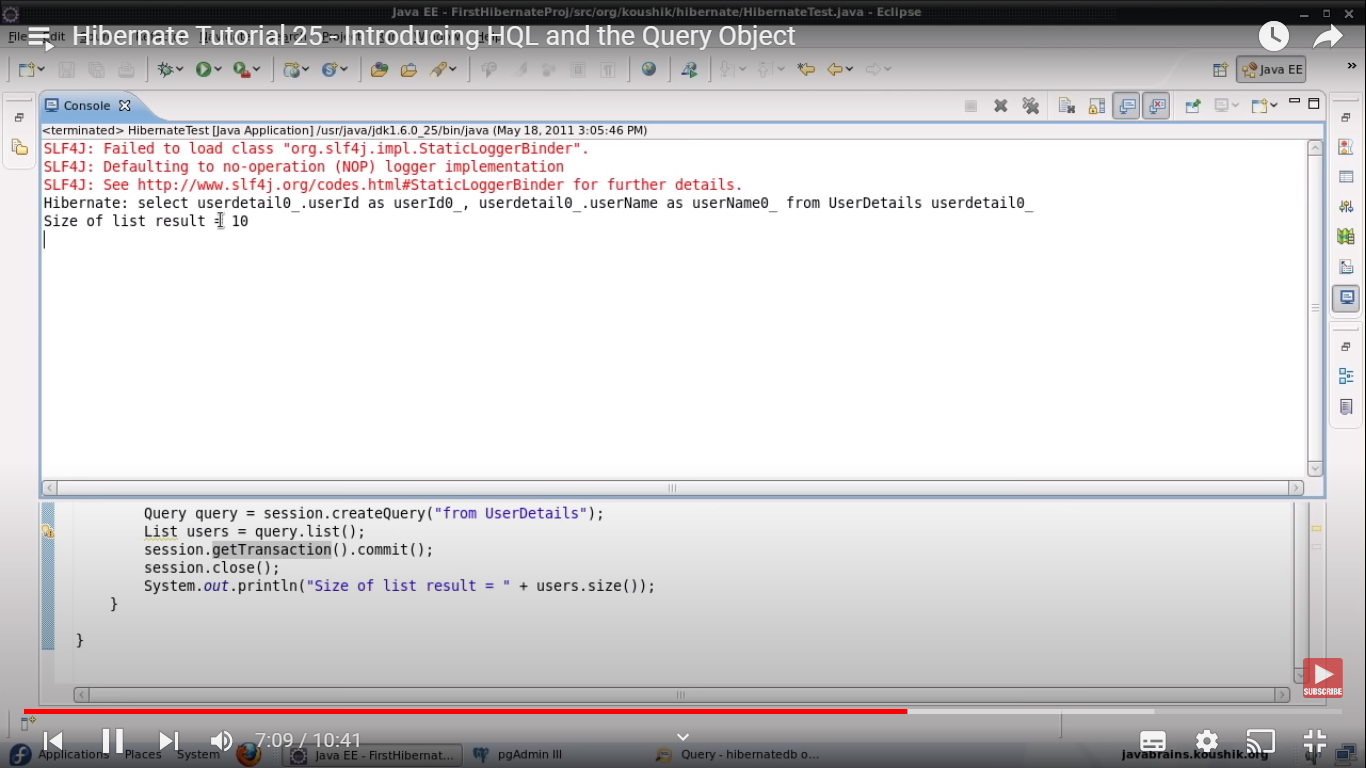 Java EE - FirstHibernateProj/src/org/koushik/hibernate/HibernateTest.java - Eclipse
Hibernate Tutorial 25 - Introducing HQL and the Query Object
File Edit
Java EE
Console
<terminated> HibernateTest [Java Application] /usr/java/jdk1.6.0_25/bin/java (May 18, 2011 3:05:46 PM)
SLF4J: Failed to load class "org.slf4j.impl.StaticLoggerBinder".
SLF4J: Defaulting to no-operation (NOP) logger implementation
SLF4J: See http://www.slf4j.org/codes.html#StaticLoggerBinder for further details.
Hibernate: select userdetail0_.userId as userId0_, userdetail0_.userName as userName0_ from UserDetails userdetail0_
Size of list result = 10
Query query = session.createQuery("from UserDetails");
List users = query.list();
session.getTransaction().commit();
session.close();
System.out.println("Size of list result = " + users.size());
}
}
SUBSCRIBE
7:09 / 10:41
Applications Places System Java EE - FirstHibernat... pgAdmin III Query - hibernatedb o... javabrains.koushik.org